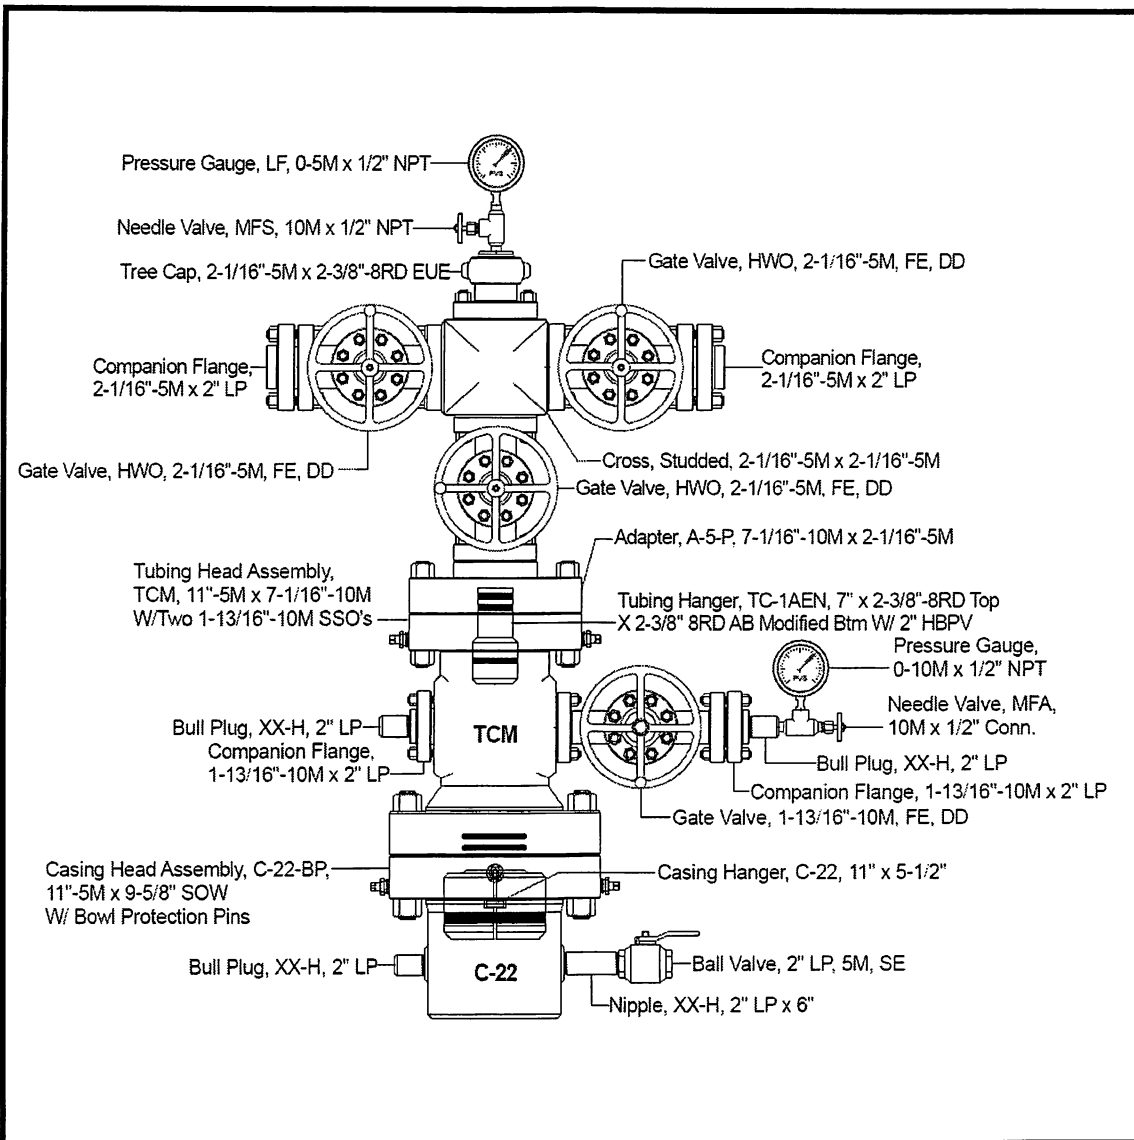 Pressure Gauge, LF, 0-5M x 1/2" NPT
PVS
Needle Valve, MFS, 10M x 1/2" NPT
Tree Cap, 2-1/16"-5M x 2-3/8"-8RD EUE
Gate Valve, HWO, 2-1/16"-5M, FE, DD
Companion Flange,
2-1/16"-5M x 2" LP
Companion Flange,
2-1/16"-5M x 2" LP
Gate Valve, HWO, 2-1/16"-5M, FE, DD
Cross, Studded, 2-1/16"-5M x 2-1/16"-5M
Gate Valve, HWO, 2-1/16"-5M, FE, DD
Adapter, A-5-P, 7-1/16"-10M x 2-1/16"-5M
Tubing Head Assembly,
TCM, 11"-5M x 7-1/16"-10M
W/Two 1-13/16"-10M SSO's
Tubing Hanger, TC-1AEN, 7" x 2-3/8"-8RD Top
X 2-3/8" 8RD AB Modified Btm W/ 2" HBPV
Pressure Gauge,
0-10M x 1/2" NPT
PVS
Needle Valve, MFA,
10M x 1/2" Conn.
Bull Plug, XX-H, 2" LP
Companion Flange,
1-13/16"-10M x 2" LP
TCM
Bull Plug, XX-H, 2" LP
Companion Flange, 1-13/16"-10M x 2" LP
Gate Valve, 1-13/16"-10M, FE, DD
Casing Head Assembly, C-22-BP,
11"-5M x 9-5/8" SOW
W/ Bowl Protection Pins
Casing Hanger, C-22, 11" x 5-1/2"
Bull Plug, XX-H, 2" LP
C-22
Ball Valve, 2" LP, 5M, SE
Nipple, XX-H, 2" LP x 6"